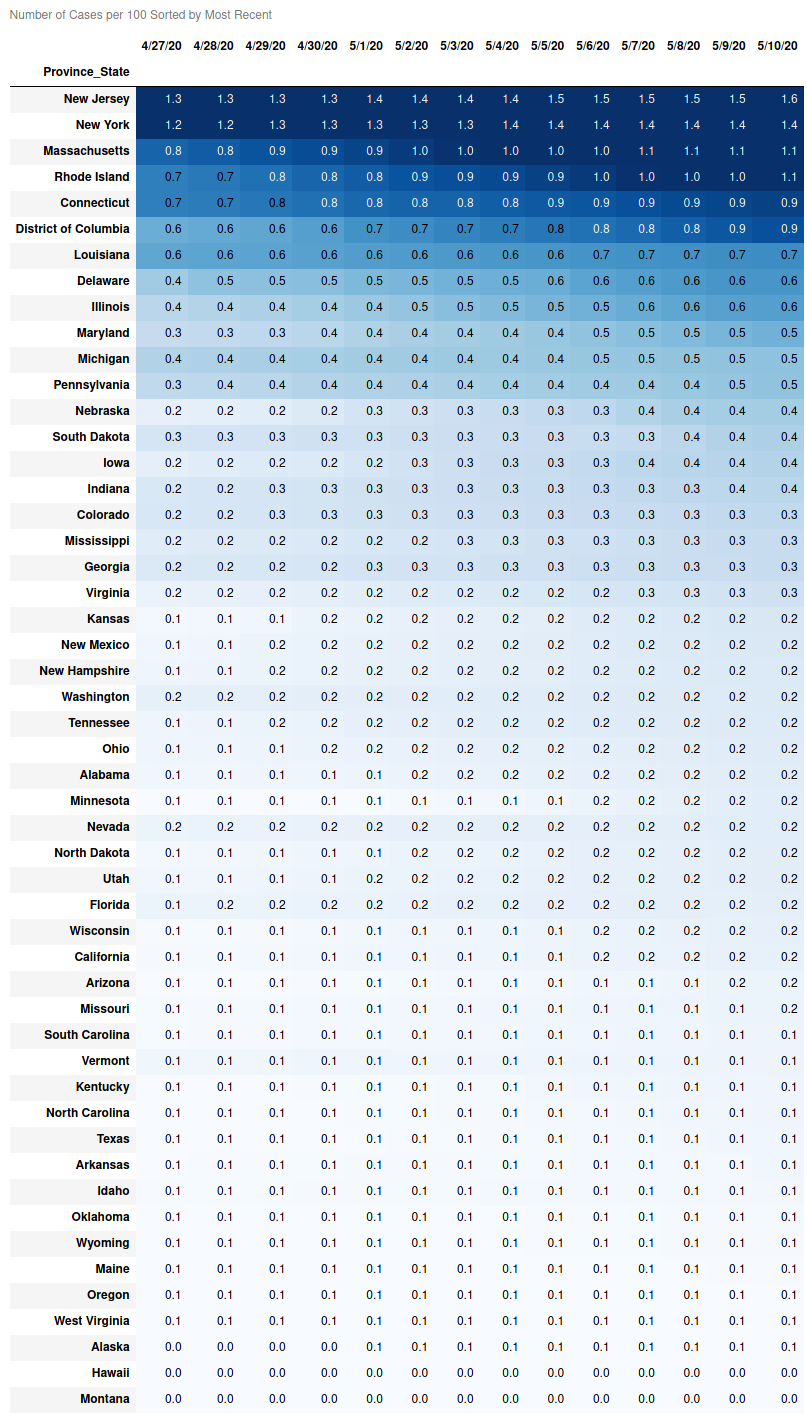 Number of Cases per 100 Sorted by Most Recent
4/27/20 4/28/20 4/29/20 4/30/20 5/1/20 5/2/20 5/3/20 5/4/20 5/5/20 5/6/20 5/7/20 5/8/20 5/9/20 5/10/20
Province_State
New Jersey 1.3 1.3 1.3 1.3 1.4 1.4 1.4 1.4 1.5 1.5 1.5 1.5 1.5 1.6
New York 1.2 1.2 1.3 1.3 1.3 1.3 1.3 1.4 1.4 1.4 1.4 1.4 1.4 1.4
Massachusetts 0.8 0.8 0.9 0.9 0.9 1.0 1.0 1.0 1.0 1.0 1.1 1.1 1.1 1.1
Rhode Island 0.7 0.7 0.8 0.8 0.8 0.9 0.9 0.9 0.9 1.0 1.0 1.0 1.0 1.1
Connecticut 0.7 0.7 0.8 0.8 0.8 0.8 0.8 0.8 0.9 0.9 0.9 0.9 0.9 0.9
District of Columbia 0.6 0.6 0.6 0.6 0.7 0.7 0.7 0.7 0.8 0.8 0.8 0.8 0.9 0.9
Louisiana 0.6 0.6 0.6 0.6 0.6 0.6 0.6 0.6 0.6 0.7 0.7 0.7 0.7 0.7
Delaware 0.4 0.5 0.5 0.5 0.5 0.5 0.5 0.5 0.6 0.6 0.6 0.6 0.6 0.6
Illinois 0.4 0.4 0.4 0.4 0.4 0.5 0.5 0.5 0.5 0.5 0.6 0.6 0.6 0.6
Maryland 0.3 0.3 0.3 0.4 0.4 0.4 0.4 0.4 0.4 0.5 0.5 0.5 0.5 0.5
Michigan 0.4 0.4 0.4 0.4 0.4 0.4 0.4 0.4 0.4 0.5 0.5 0.5 0.5 0.5
Pennsylvania 0.3 0.4 0.4 0.4 0.4 0.4 0.4 0.4 0.4 0.4 0.4 0.4 0.5 0.5
Nebraska 0.2 0.2 0.2 0.2 0.3 0.3 0.3 0.3 0.3 0.3 0.4 0.4 0.4 0.4
South Dakota 0.3 0.3 0.3 0.3 0.3 0.3 0.3 0.3 0.3 0.3 0.3 0.4 0.4 0.4
Iowa 0.2 0.2 0.2 0.2 0.2 0.3 0.3 0.3 0.3 0.3 0.4 0.4 0.4 0.4
Indiana 0.2 0.2 0.3 0.3 0.3 0.3 0.3 0.3 0.3 0.3 0.3 0.3 0.4 0.4
Colorado 0.2 0.2 0.3 0.3 0.3 0.3 0.3 0.3 0.3 0.3 0.3 0.3 0.3 0.3
Mississippi 0.2 0.2 0.2 0.2 0.2 0.2 0.3 0.3 0.3 0.3 0.3 0.3 0.3 0.3
Georgia 0.2 0.2 0.2 0.2 0.3 0.3 0.3 0.3 0.3 0.3 0.3 0.3 0.3 0.3
Virginia 0.2 0.2 0.2 0.2 0.2 0.2 0.2 0.2 0.2 0.2 0.3 0.3 0.3 0.3
Kansas 0.1 0.1 0.1 0.2 0.2 0.2 0.2 0.2 0.2 0.2 0.2 0.2 0.2 0.2
New Mexico 0.1 0.1 0.2 0.2 0.2 0.2 0.2 0.2 0.2 0.2 0.2 0.2 0.2 0.2
New Hampshire 0.1 0.1 0.2 0.2 0.2 0.2 0.2 0.2 0.2 0.2 0.2 0.2 0.2 0.2
Washington 0.2 0.2 0.2 0.2 0.2 0.2 0.2 0.2 0.2 0.2 0.2 0.2 0.2 0.2
Tennessee 0.1 0.1 0.2 0.2 0.2 0.2 0.2 0.2 0.2 0.2 0.2 0.2 0.2 0.2
Ohio 0.1 0.1 0.1 0.2 0.2 0.2 0.2 0.2 0.2 0.2 0.2 0.2 0.2 0.2
Alabama 0.1 0.1 0.1 0.1 0.1 0.2 0.2 0.2 0.2 0.2 0.2 0.2 0.2 0.2
Minnesota 0.1 0.1 0.1 0.1 0.1 0.1 0.1 0.1 0.1 0.2 0.2 0.2 0.2 0.2
Nevada 0.2 0.2 0.2 0.2 0.2 0.2 0.2 0.2 0.2 0.2 0.2 0.2 0.2 0.2
North Dakota 0.1 0.1 0.1 0.1 0.1 0.2 0.2 0.2 0.2 0.2 0.2 0.2 0.2 0.2
Utah 0.1 0.1 0.1 0.1 0.2 0.2 0.2 0.2 0.2 0.2 0.2 0.2 0.2 0.2
Florida 0.1 0.2 0.2 0.2 0.2 0.2 0.2 0.2 0.2 0.2 0.2 0.2 0.2 0.2
Wisconsin 0.1 0.1 0.1 0.1 0.1 0.1 0.1 0.1 0.1 0.2 0.2 0.2 0.2 0.2
California 0.1 0.1 0.1 0.1 0.1 0.1 0.1 0.1 0.1 0.2 0.2 0.2 0.2 0.2
Arizona 0.1 0.1 0.1 0.1 0.1 0.1 0.1 0.1 0.1 0.1 0.1 0.1 0.2 0.2
Missouri 0.1 0.1 0.1 0.1 0.1 0.1 0.1 0.1 0.1 0.1 0.1 0.1 0.1 0.2
South Carolina 0.1 0.1 0.1 0.1 0.1 0.1 0.1 0.1 0.1 0.1 0.1 0.1 0.1 0.1
Vermont 0.1 0.1 0.1 0.1 0.1 0.1 0.1 0.1 0.1 0.1 0.1 0.1 0.1 0.1
Kentucky 0.1 0.1 0.1 0.1 0.1 0.1 0.1 0.1 0.1 0.1 0.1 0.1 0.1 0.1
North Carolina 0.1 0.1 0.1 0.1 0.1 0.1 0.1 0.1 0.1 0.1 0.1 0.1 0.1 0.1
Texas 0.1 0.1 0.1 0.1 0.1 0.1 0.1 0.1 0.1 0.1 0.1 0.1 0.1 0.1
Arkansas 0.1 0.1 0.1 0.1 0.1 0.1 0.1 0.1 0.1 0.1 0.1 0.1 0.1 0.1
Idaho 0.1 0.1 0.1 0.1 0.1 0.1 0.1 0.1 0.1 0.1 0.1 0.1 0.1 0.1
Oklahoma 0.1 0.1 0.1 0.1 0.1 0.1 0.1 0.1 0.1 0.1 0.1 0.1 0.1 0.1
Wyoming 0.1 0.1 0.1 0.1 0.1 0.1 0.1 0.1 0.1 0.1 0.1 0.1 0.1 0.1
Maine 0.1 0.1 0.1 0.1 0.1 0.1 0.1 0.1 0.1 0.1 0.1 0.1 0.1 0.1
Oregon 0.1 0.1 0.1 0.1 0.1 0.1 0.1 0.1 0.1 0.1 0.1 0.1 0.1 0.1
West Virginia 0.1 0.1 0.1 0.1 0.1 0.1 0.1 0.1 0.1 0.1 0.1 0.1 0.1 0.1
Alaska 0.0 0.0 0.0 0.0 0.1 0.1 0.1 0.1 0.1 0.1 0.1 0.1 0.1 0.1
Hawaii 0.0 0.0 0.0 0.0 0.0 0.0 0.0 0.0 0.0 0.0 0.0 0.0 0.0 0.0
Montana 0.0 0.0 0.0 0.0 0.0 0.0 0.0 0.0 0.0 0.0 0.0 0.0 0.0 0.0